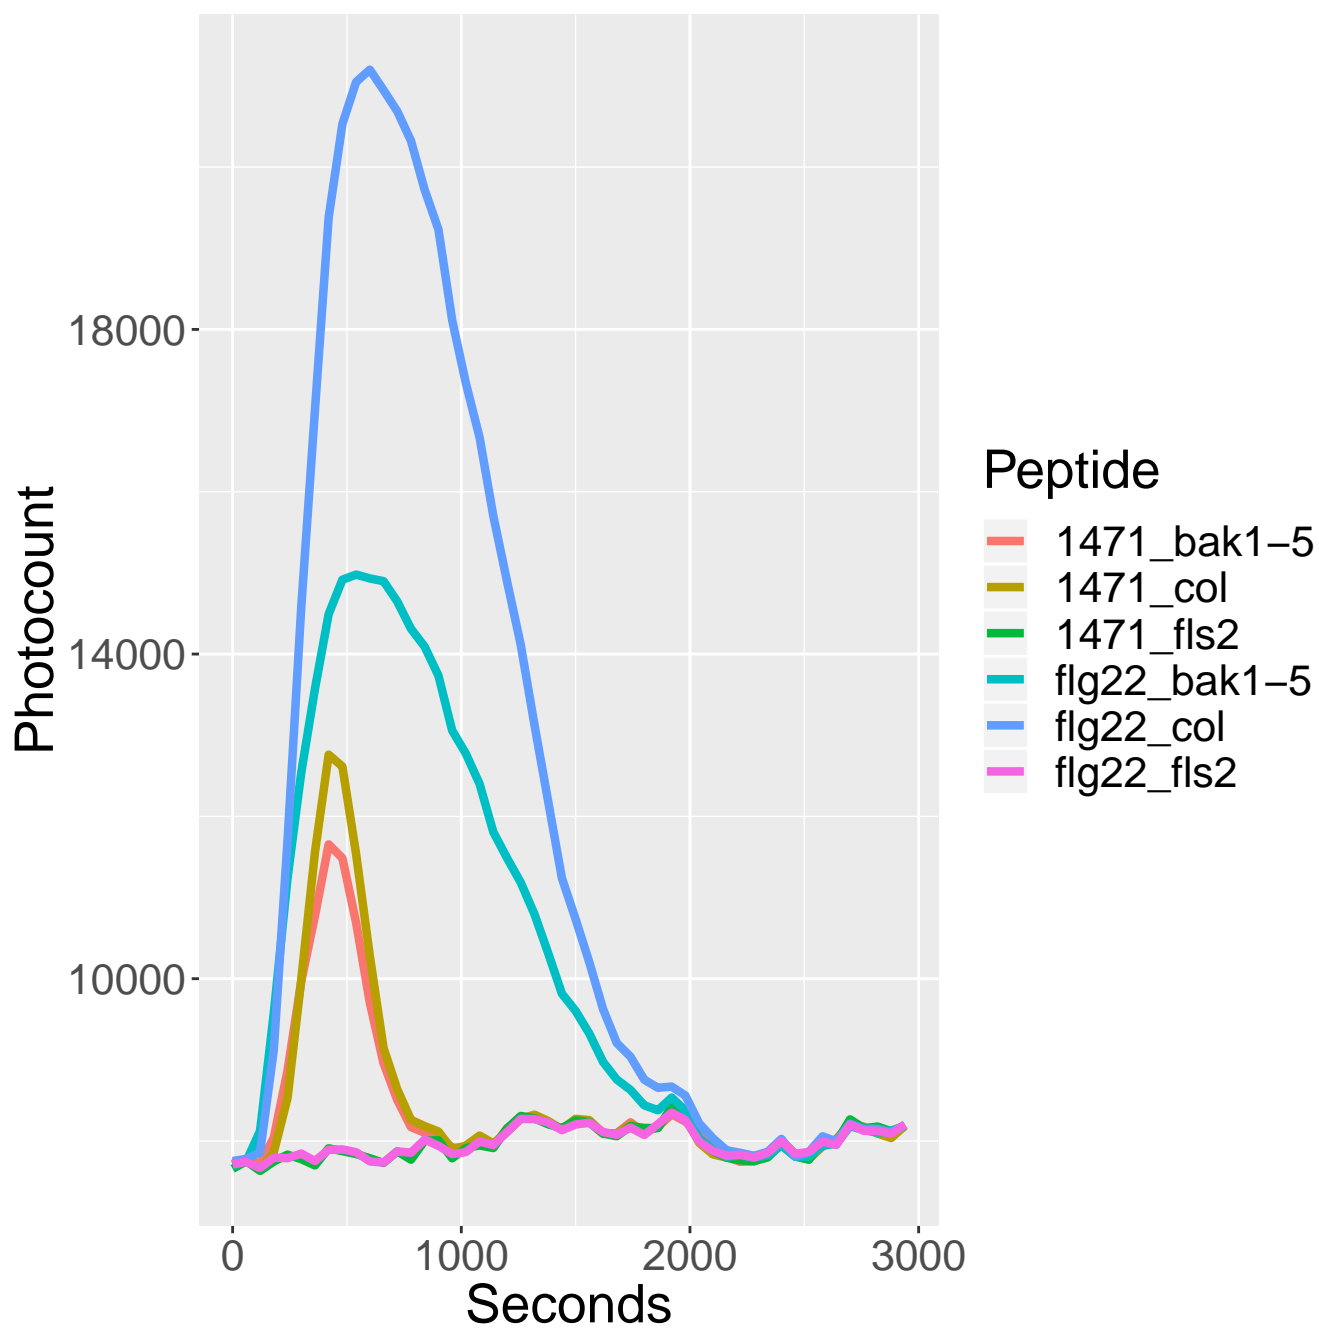 Photocount
18000
14000
10000
0
1000
2000
3000
Seconds
Peptide
1471_bak1−5
1471_col
1471_fls2
flg22_bak1−5
flg22_col
flg22_fls2